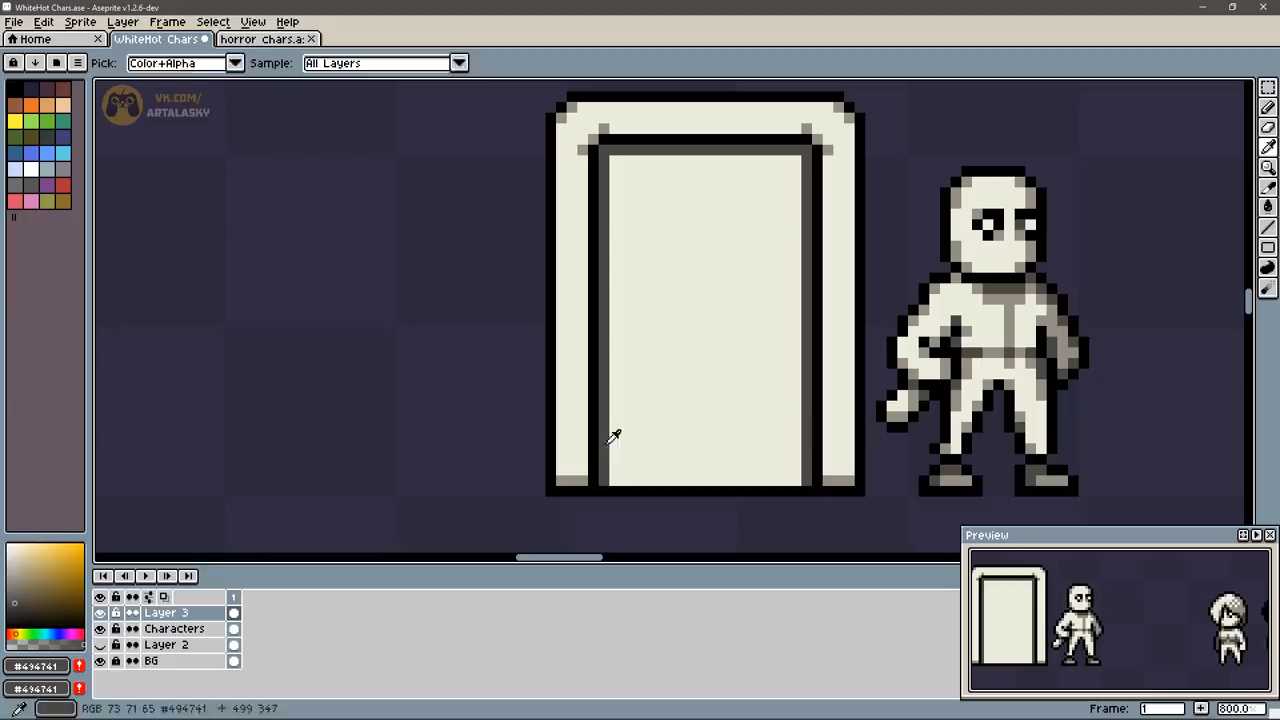 WhiteHot Chars.ase - Aseprite v1.2.6-dev
File Edit Sprite Layer Frame Select View Help
Home WhiteHot Chars horror chars.a:
Pick: Color+Alpha Sample: All Layers
VK.COM/
ARTALASKY
Preview
1
Layer 3
Characters
Layer 2
BG
#494741
#494741
RGB 73 71 65 #494741 + 499 347
Frame: 1 800.0